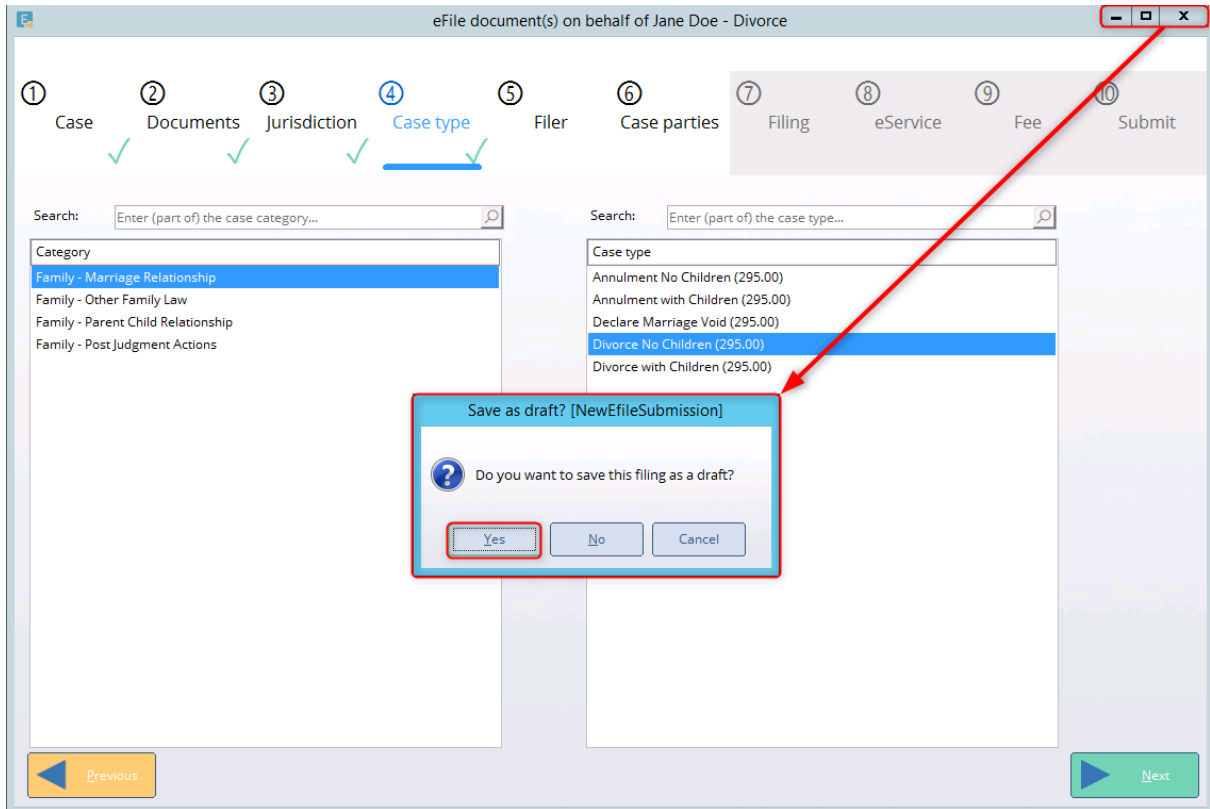 eFile document(s) on behalf of Jane Doe - Divorce
x
1 2 3 4 5 6 7 8 9 10
Case Documents Jurisdiction Case type Filer Case parties Filing eService Fee Submit
Search: Enter (part of) the case category...
Search: Enter (part of) the case type...
Category
Family - Marriage Relationship
Family - Other Family Law
Family - Parent Child Relationship
Family - Post Judgment Actions
Case type
Annulment No Children (295.00)
Annulment with Children (295.00)
Declare Marriage Void (295.00)
Divorce No Children (295.00)
Divorce with Children (295.00)
Save as draft? [NewEfileSubmission]
? Do you want to save this filing as a draft?
Yes No Cancel
Previous
Next